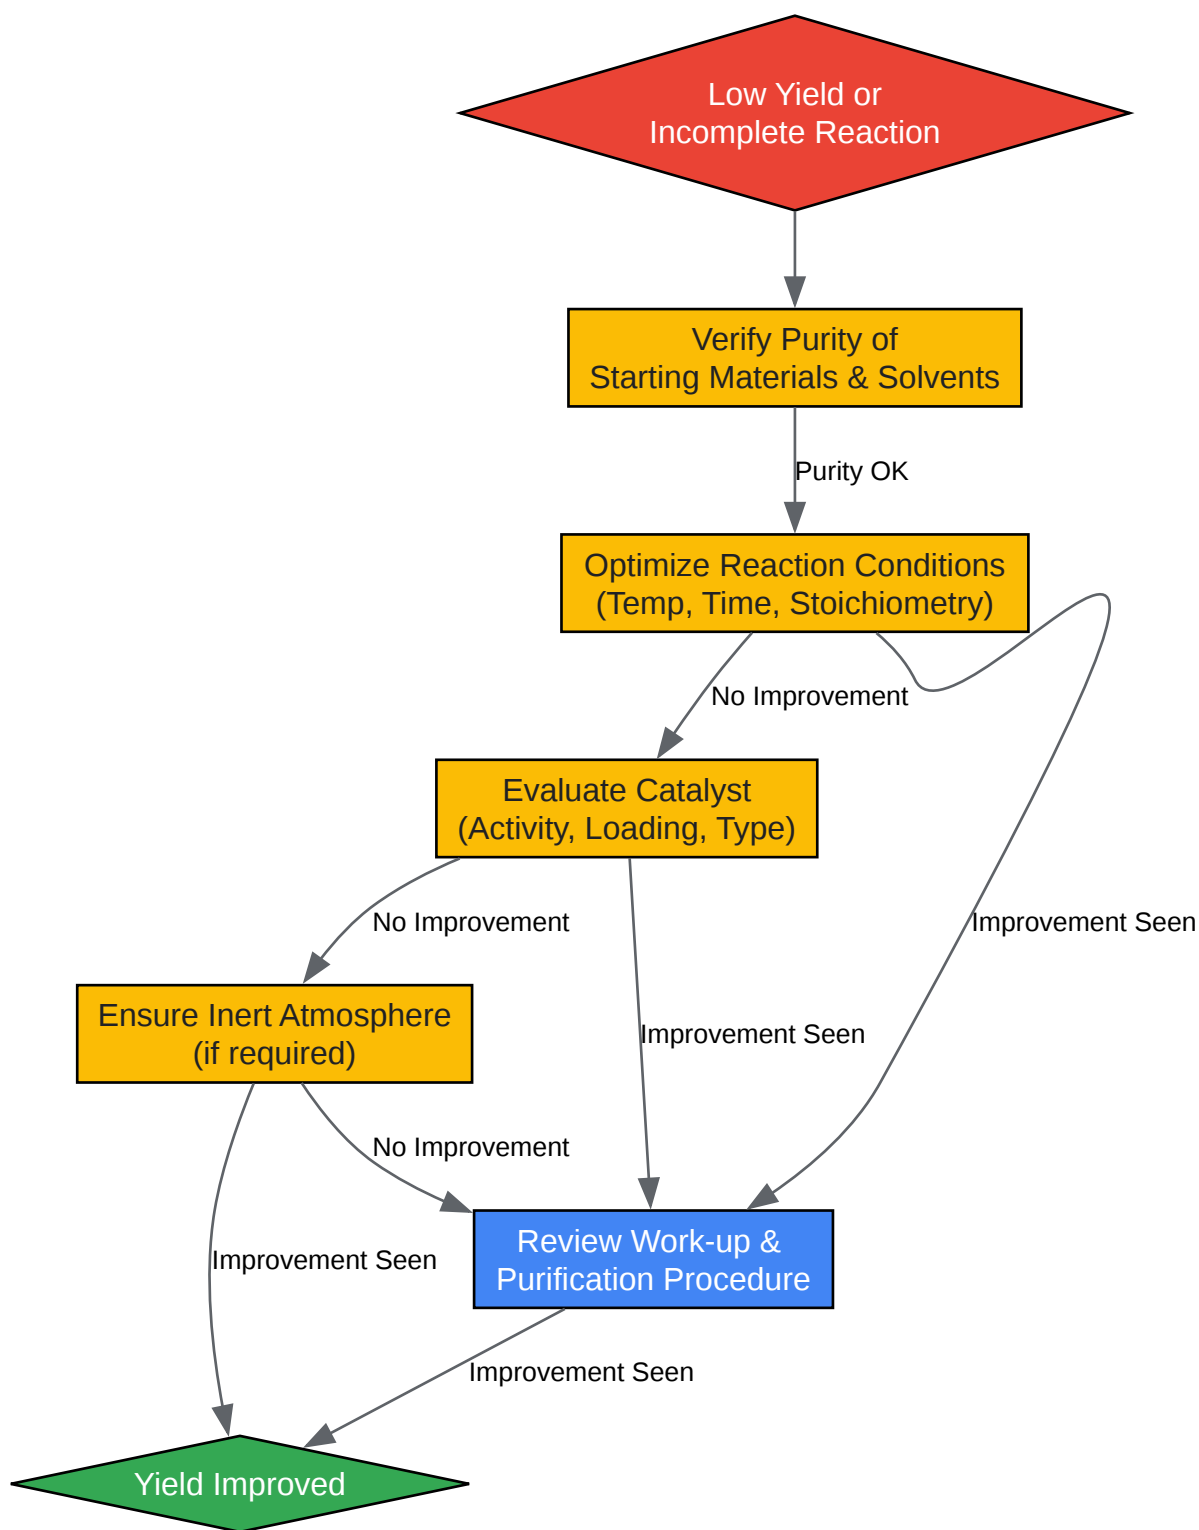 Low Yield or
Incomplete Reaction
Verify Purity of
Starting Materials & Solvents
Purity OK
Optimize Reaction Conditions
(Temp, Time, Stoichiometry)
No Improvement
Evaluate Catalyst
(Activity, Loading, Type)
No Improvement
Improvement Seen
Ensure Inert Atmosphere
(if required)
Improvement Seen
No Improvement
Review Work-up &
Purification Procedure
Improvement Seen
Improvement Seen
Yield Improved